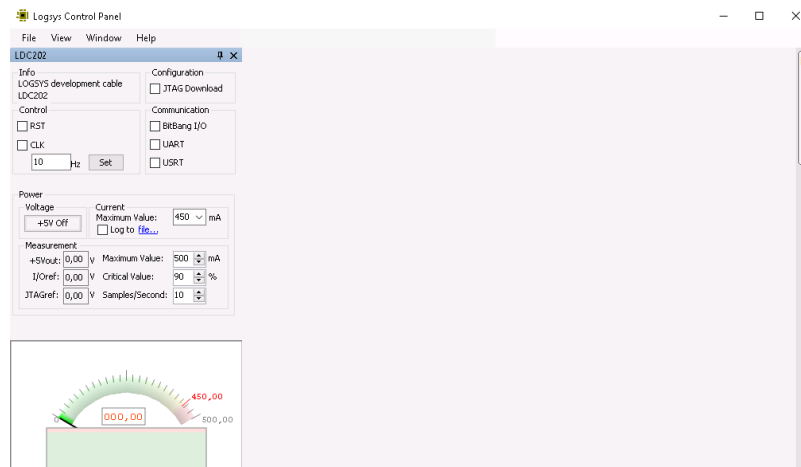 Logsys Control Panel
File View Window Help
LDC202
Info
LOGSYS development cable
LDC202
Configuration
JTAG Download
Control
RST
CLK
10 Hz Set
Communication
BitBang I/O
UART
USRT
Power
Voltage
+5V Off
Current
Maximum Value: 450 mA
Log to file...
Measurement
+5Vout: 0,00 V Maximum Value: 500 mA
I/Oref: 0,00 V Critical Value: 90 %
JTAGref: 0,00 V Samples/Second: 10
450,00
0 000,00 500,00